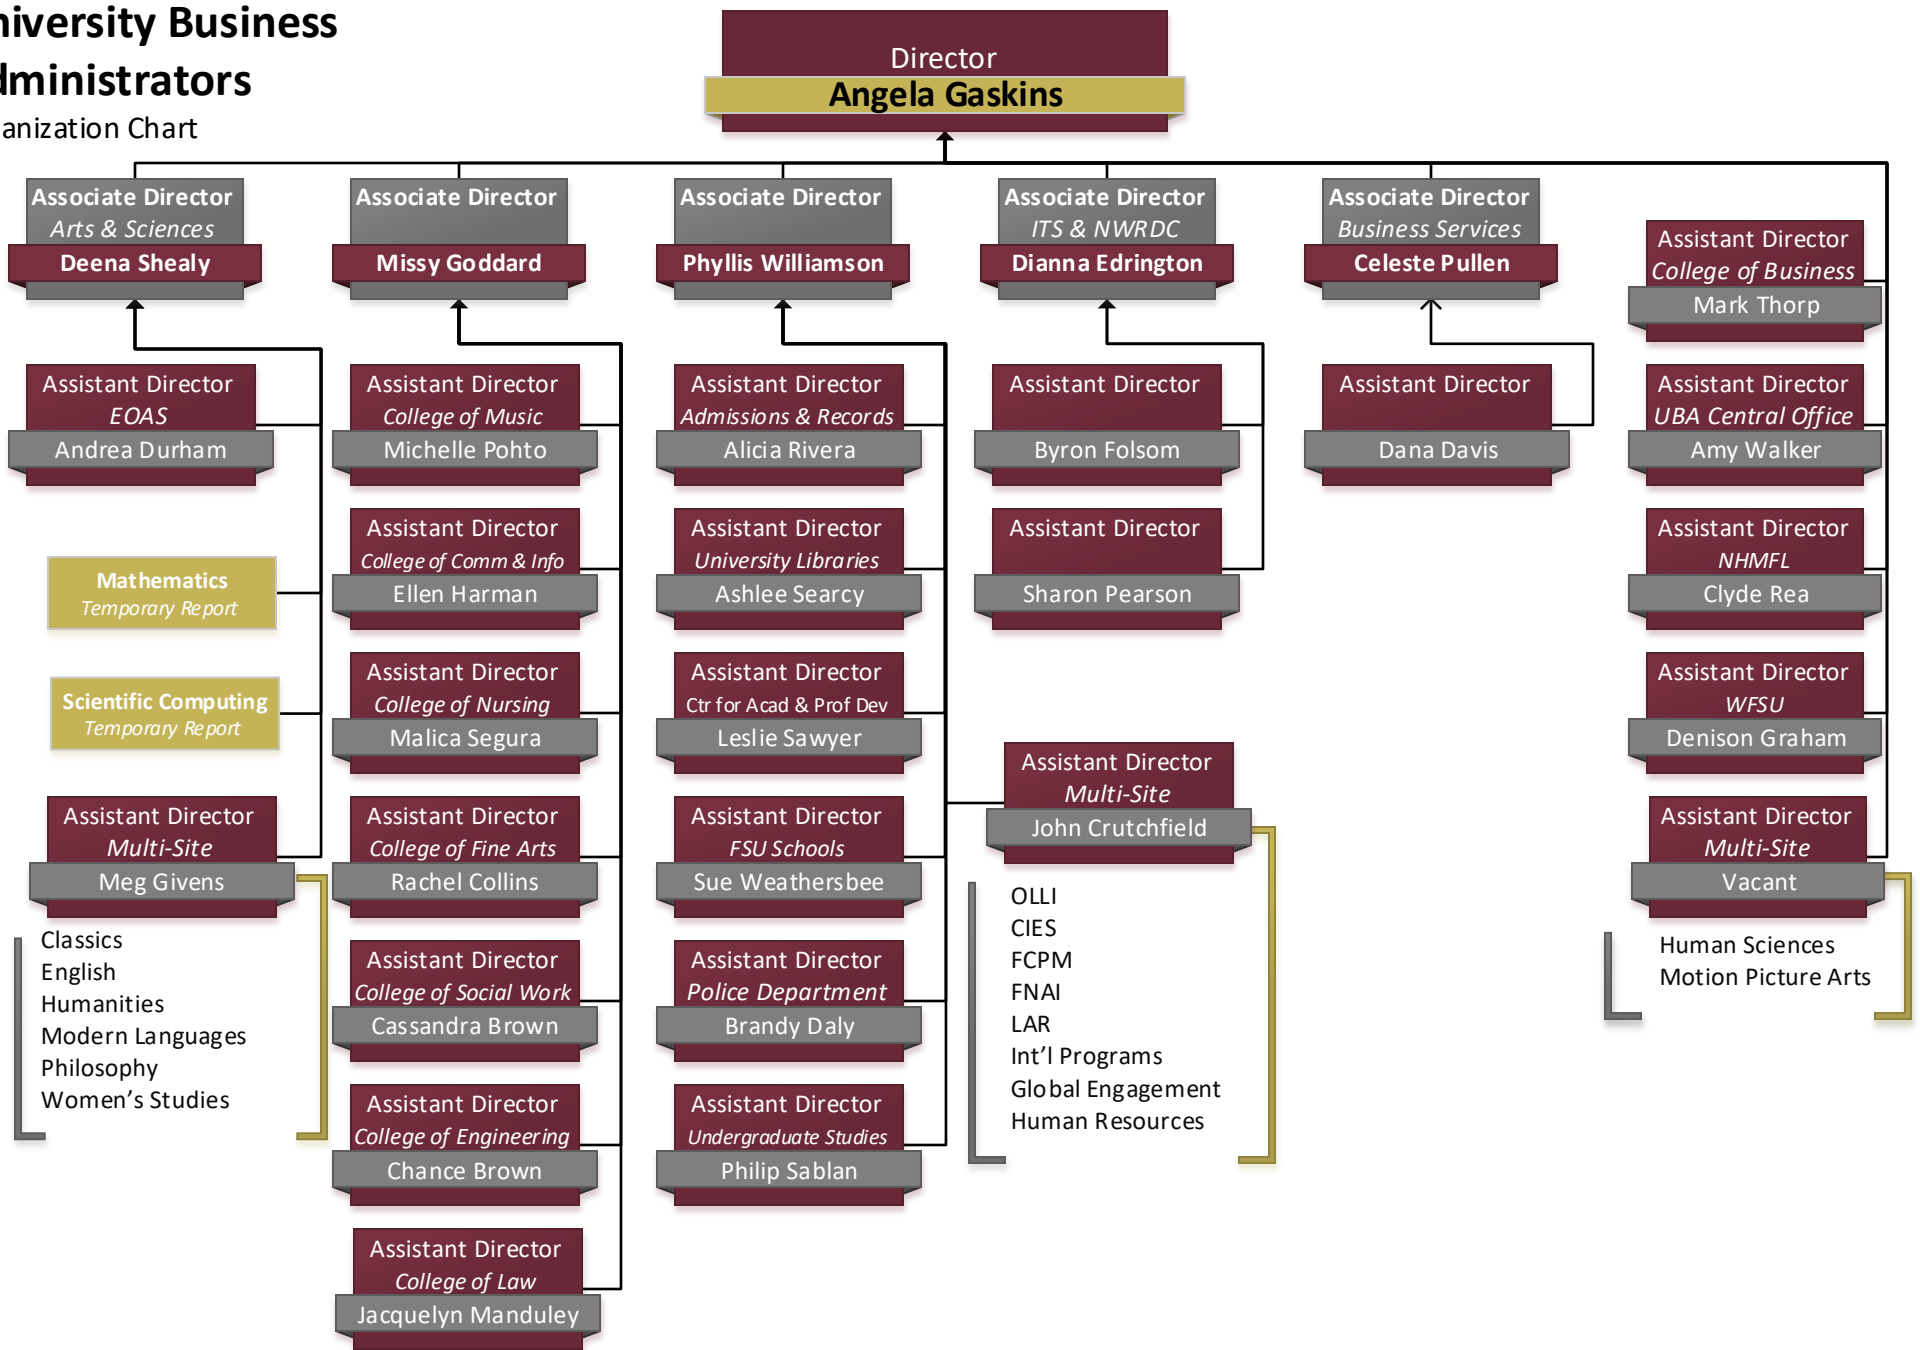 niversity Business
dministrators
anization Chart
Director
Angela Gaskins
Associate Director
Arts & Sciences
Deena Shealy
Associate Director
Missy Goddard
Associate Director
Phyllis Williamson
Associate Director
ITS & NWRDC
Dianna Edrington
Associate Director
Business Services
Celeste Pullen
Assistant Director
EOAS
Andrea Durham
Mathematics
Temporary Report
Scientific Computing
Temporary Report
Assistant Director
Multi-Site
Meg Givens
Classics
English
Humanities
Modern Languages
Philosophy
Women’s Studies
Assistant Director
College of Music
Michelle Pohto
Assistant Director
College of Comm & Info
Ellen Harman
Assistant Director
College of Nursing
Malica Segura
Assistant Director
College of Fine Arts
Rachel Collins
Assistant Director
College of Social Work
Cassandra Brown
Assistant Director
College of Engineering
Chance Brown
Assistant Director
College of Law
Jacquelyn Manduley
Assistant Director
Admissions & Records
Alicia Rivera
Assistant Director
University Libraries
Ashlee Searcy
Assistant Director
Ctr for Acad & Prof Dev
Leslie Sawyer
Assistant Director
FSU Schools
Sue Weathersbee
Assistant Director
Police Department
Brandy Daly
Assistant Director
Undergraduate Studies
Philip Sablan
Assistant Director
Byron Folsom
Assistant Director
Sharon Pearson
Assistant Director
Multi-Site
John Crutchfield
OLLI
CIES
FCPM
FNAI
LAR
Int’l Programs
Global Engagement
Human Resources
Assistant Director
Dana Davis
Assistant Director
College of Business
Mark Thorp
Assistant Director
UBA Central Office
Amy Walker
Assistant Director
NHMFL
Clyde Rea
Assistant Director
WFSU
Denison Graham
Assistant Director
Multi-Site
Vacant
Human Sciences
Motion Picture Arts